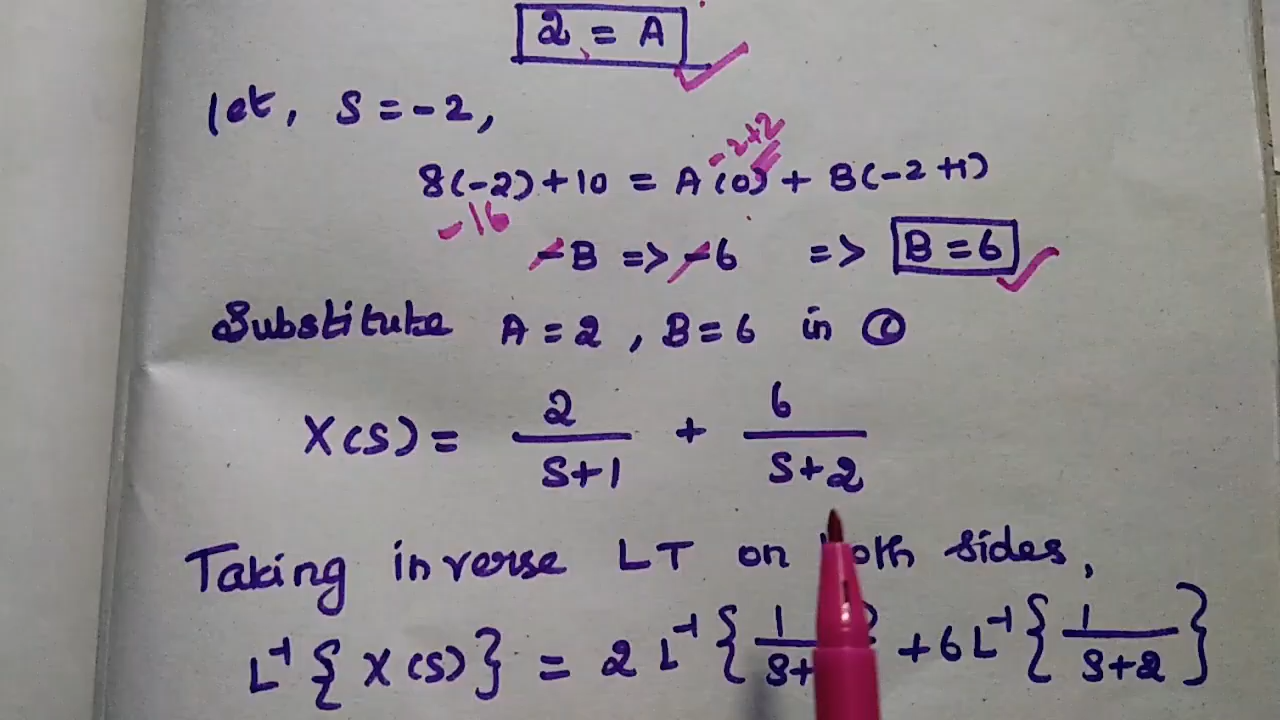 2 = A
let, S = -2,
-2+2
8(-2) + 10 = A(0) + B(-2+1)
-16
-B => -6 => B = 6
Substitute A = 2, B = 6 in ①
X(S) = 2/(S+1) + 6/(S+2)
Taking inverse LT on both sides,
L⁻¹{X(S)} = 2 L⁻¹{1/S+ + 6 L⁻¹{1/(S+2)}